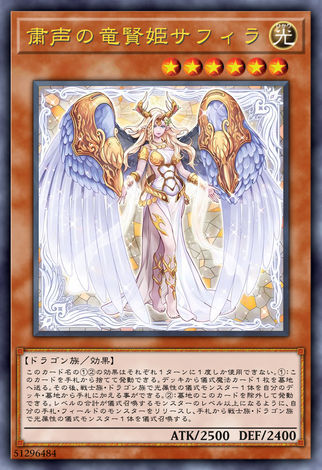 粛声の竜賢姫サフィラ
光
【ドラゴン族／効果】
このカード名の①②の効果はそれぞれ１ターンに１度しか使用できない。①：こ
のカードを手札から捨てて発動できる。デッキから儀式魔法カード１枚を墓地
へ送る。その後、戦士族・ドラゴン族で光属性の儀式モンスター１体を自分のデ
ッキ・墓地から手札に加える事ができる。②：墓地のこのカードを除外して発動
できる。レベルの合計が儀式召喚するモンスターのレベル以上になるように、自
分の手札・フィールドのモンスターをリリースし、手札から戦士族・ドラゴン族
で光属性の儀式モンスター１体を儀式召喚する。
ATK/2500 DEF/2400
51296484